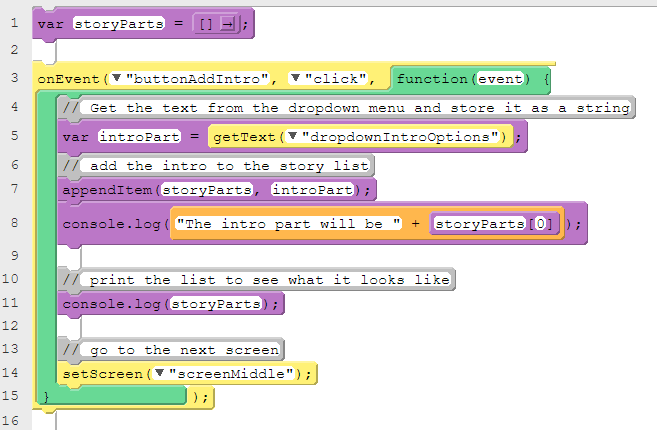 1 var storyParts = [] → ;
2
3 onEvent( ▼ "buttonAddIntro", ▼ "click", function(event) {
4 // Get the text from the dropdown menu and store it as a string
5 var introPart = getText( ▼ "dropdownIntroOptions") ;
6 // add the intro to the story list
7 appendItem(storyParts, introPart);
8 console.log( "The intro part will be " + storyParts[0] );
9
10 // print the list to see what it looks like
11 console.log(storyParts);
12
13 // go to the next screen
14 setScreen( ▼ "screenMiddle");
15 } );
16